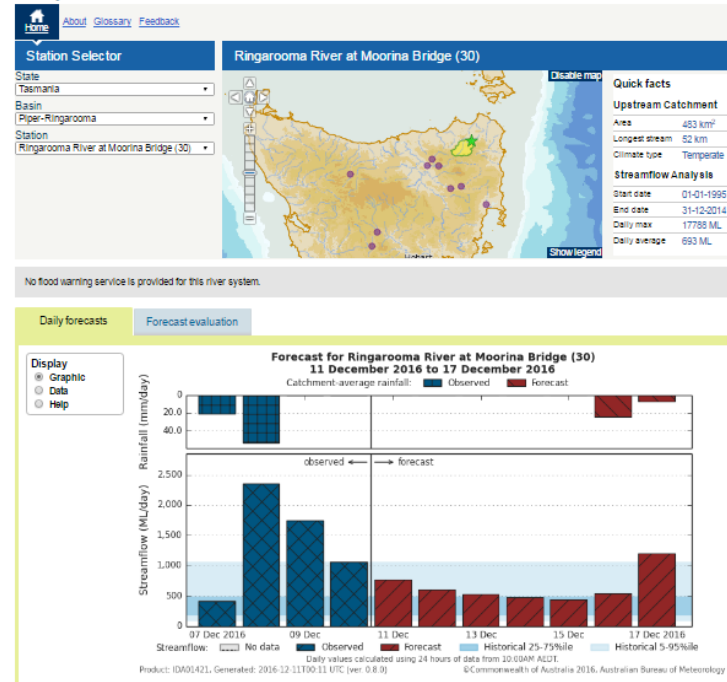 Home About Glossary Feedback
Station Selector
State
Tasmania
Basin
Piper-Ringarooma
Station
Ringarooma River at Moorina Bridge (30)
Ringarooma River at Moorina Bridge (30)
Disable map
Show legend
Quick facts
Upstream Catchment
Area 483 km²
Longest stream 52 km
Climate type Temperate
Streamflow Analysis
Start date 01-01-1995
End date 31-12-2014
Daily max 17788 ML
Daily average 693 ML
No flood warning service is provided for this river system.
Daily forecasts Forecast evaluation
Display
Graphic
Data
Help
Forecast for Ringarooma River at Moorina Bridge (30)
11 December 2016 to 17 December 2016
Catchment-average rainfall: Observed Forecast
Rainfall (mm/day)
0
20.0
40.0
observed ← → forecast
Streamflow (ML/day)
2,500
2,000
1,500
1,000
500
0
07 Dec 2016 09 Dec 11 Dec 13 Dec 15 Dec 17 Dec 2016
Streamflow: No data Observed Forecast Historical 25-75%ile Historical 5-95%ile
Daily values calculated using 24 hours of data from 10:00AM AEDT.
Product: IDA01421, Generated: 2016-12-11T00:11 UTC (ver. 0.8.0) ©Commonwealth of Australia 2016, Australian Bureau of Meteorology